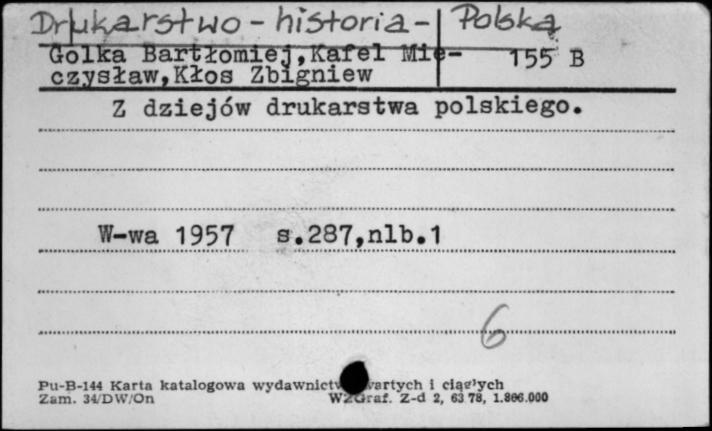 Drukarstwo - historia - Polska
Golka Bartłomiej,Kafel Mie- 155 B
czysław,Kłos Zbigniew
Z dziejów drukarstwa polskiego.
W-wa 1957 s.287,nlb.1
6
Pu-B-144 Karta katalogowa wydawnictw zwartych i ciągłych
Zam. 34/DW/On WZGraf. Z-d 2, 63 78, 1.866.000